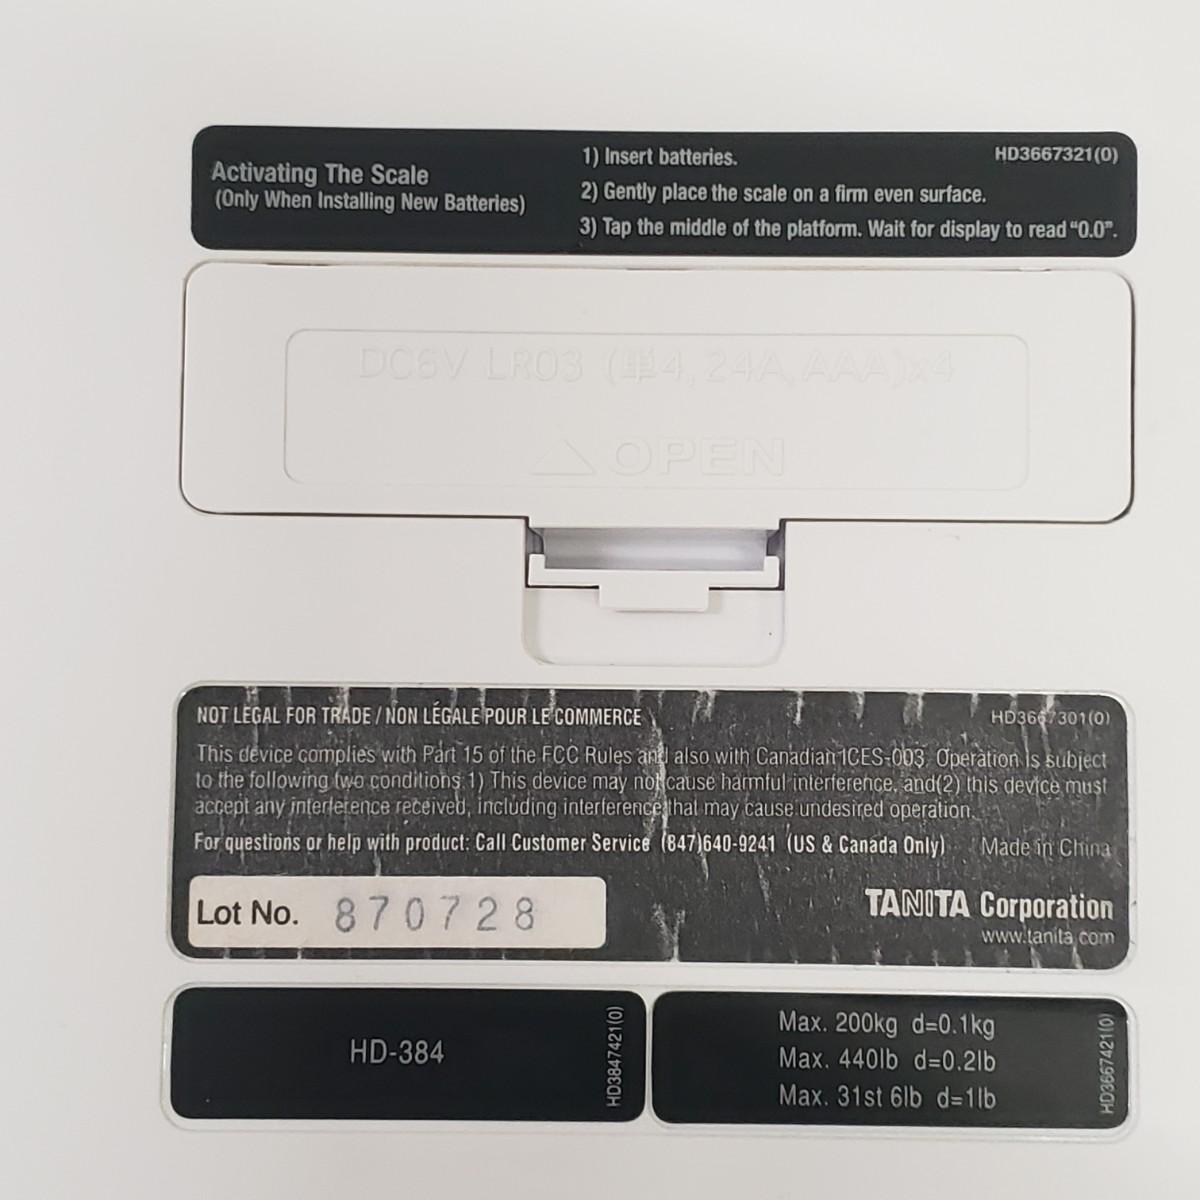 Activating The Scale
(Only When Installing New Batteries)
1) Insert batteries.
2) Gently place the scale on a firm even surface.
3) Tap the middle of the platform. Wait for display to read “0.0”.
HD3667321(0)
DC6V LR03 (単4, 24A, AAA)x4
△ OPEN
NOT LEGAL FOR TRADE / NON LÉGALE POUR LE COMMERCE
HD3667301(0)
This device complies with Part 15 of the FCC Rules and also with Canadian ICES-003. Operation is subject
to the following two conditions 1) This device may not cause harmful interference, and(2) this device must
accept any interference received, including interference that may cause undesired operation.
For questions or help with product: Call Customer Service (847)640-9241 (US & Canada Only)
Made in China
Lot No. 870728
TANITA Corporation
www.tanita.com
HD-384
HD3847421(0)
Max. 200kg d=0.1kg
Max. 440lb d=0.2lb
Max. 31st 6lb d=1lb
HD3667421(0)